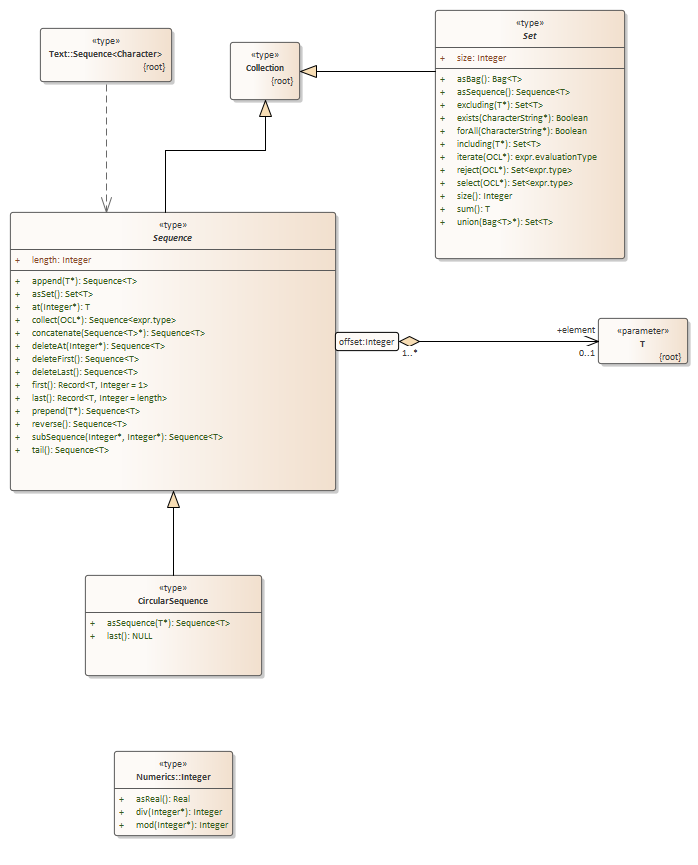 «type»
Text::Sequence<Character>
{root}
«type»
Collection
{root}
«type»
Set
+ size: Integer
+ asBag(): Bag<T>
+ asSequence(): Sequence<T>
+ excluding(T*): Set<T>
+ exists(CharacterString*): Boolean
+ forAll(CharacterString*): Boolean
+ including(T*): Set<T>
+ iterate(OCL*): expr.evaluationType
+ reject(OCL*): Set<expr.type>
+ select(OCL*): Set<expr.type>
+ size(): Integer
+ sum(): T
+ union(Bag<T>*): Set<T>
«type»
Sequence
+ length: Integer
+ append(T*): Sequence<T>
+ asSet(): Set<T>
+ at(Integer*): T
+ collect(OCL*): Sequence<expr.type>
+ concatenate(Sequence<T>*): Sequence<T>
+ deleteAt(Integer*): Sequence<T>
+ deleteFirst(): Sequence<T>
+ deleteLast(): Sequence<T>
+ first(): Record<T, Integer = 1>
+ last(): Record<T, Integer = length>
+ prepend(T*): Sequence<T>
+ reverse(): Sequence<T>
+ subSequence(Integer*, Integer*): Sequence<T>
+ tail(): Sequence<T>
offset:Integer
1..*
+element
0..1
«parameter»
T
{root}
«type»
CircularSequence
+ asSequence(T*): Sequence<T>
+ last(): NULL
«type»
Numerics::Integer
+ asReal(): Real
+ div(Integer*): Integer
+ mod(Integer*): Integer